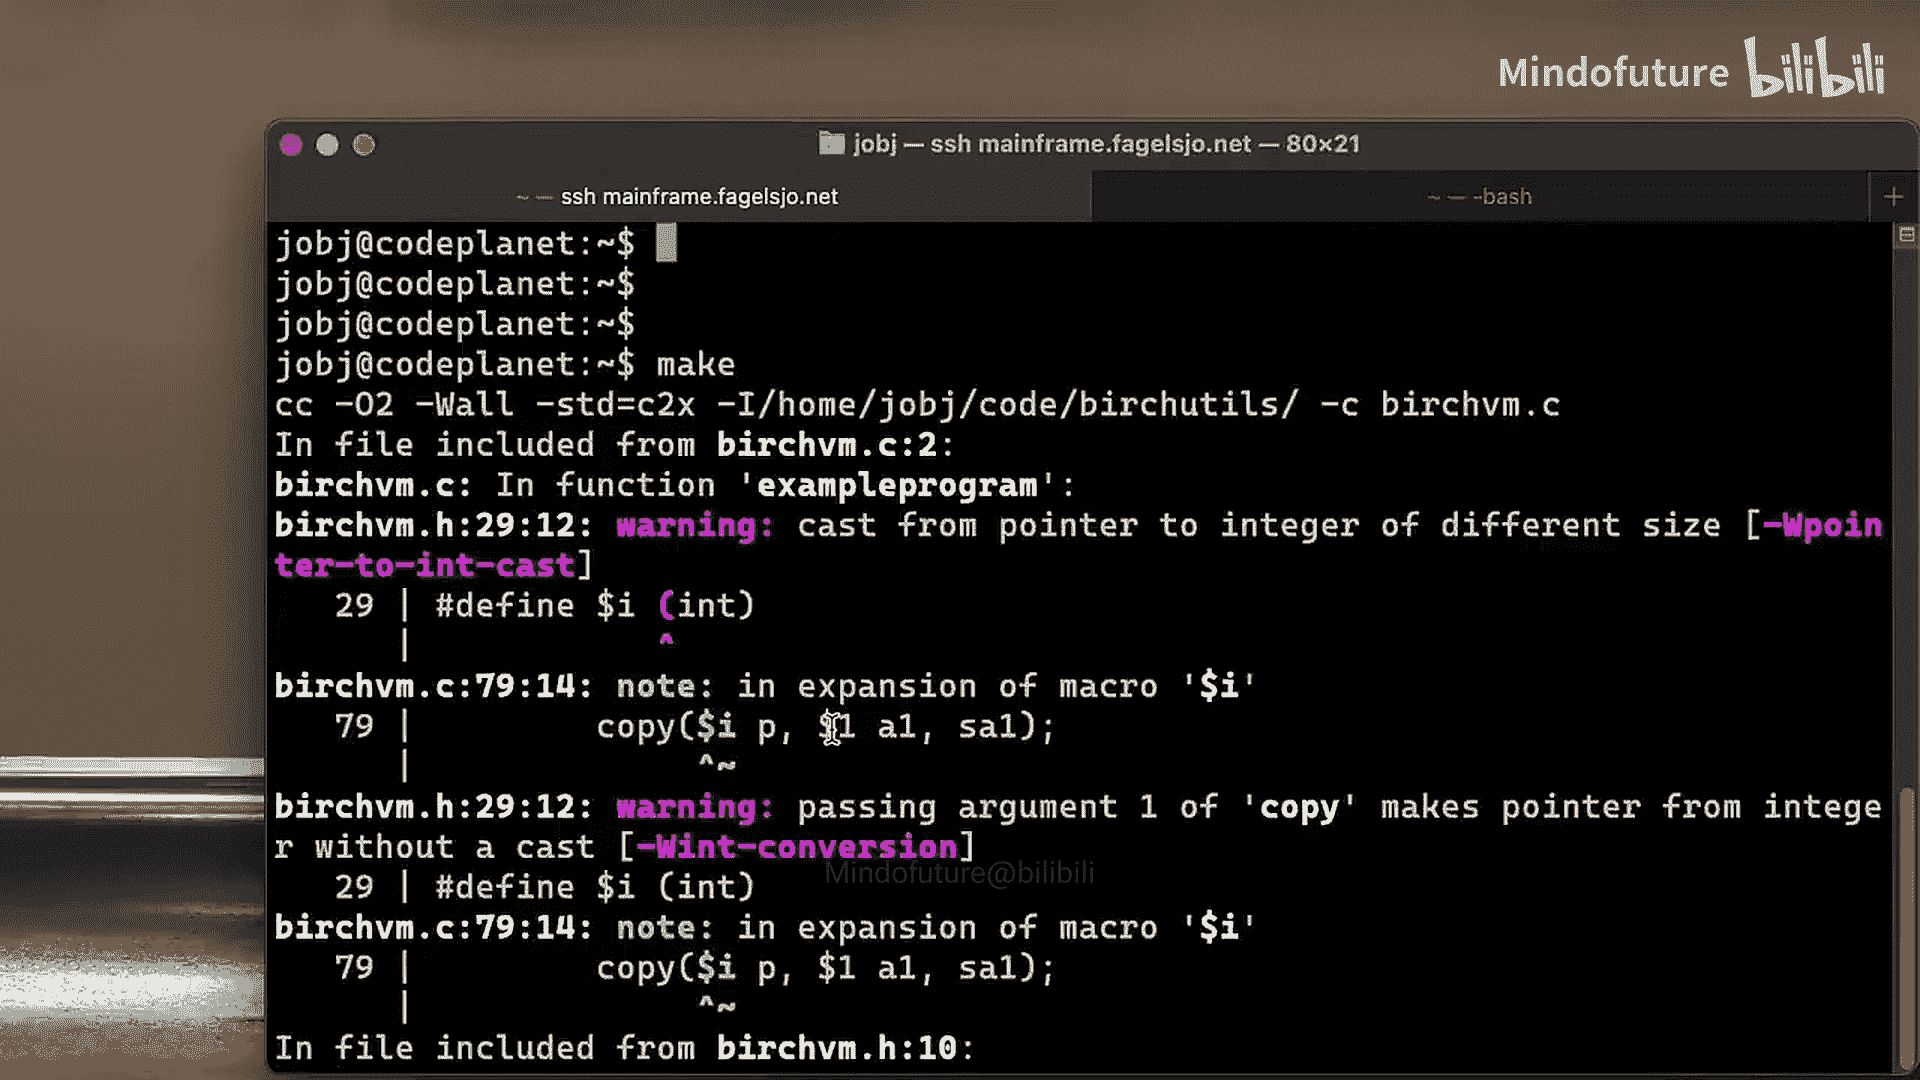 Mindofuture bilibili
jobj — ssh mainframe.fagelsjo.net — 80×21
~ — ssh mainframe.fagelsjo.net
~ — -bash
+
jobj@codeplanet:~$
jobj@codeplanet:~$
jobj@codeplanet:~$
jobj@codeplanet:~$ make
cc -O2 -Wall -std=c2x -I/home/jobj/code/birchutils/ -c birchvm.c
In file included from birchvm.c:2:
birchvm.c: In function 'exampleprogram':
birchvm.h:29:12: warning: cast from pointer to integer of different size [-Wpoin
ter-to-int-cast]
29 | #define $i (int)
| ^
birchvm.c:79:14: note: in expansion of macro '$i'
79 | copy($i p, $1 a1, sa1);
| ^~
birchvm.h:29:12: warning: passing argument 1 of 'copy' makes pointer from intege
r without a cast [-Wint-conversion]
Mindofuture@bilibili
29 | #define $i (int)
birchvm.c:79:14: note: in expansion of macro '$i'
79 | copy($i p, $1 a1, sa1);
| ^~
In file included from birchvm.h:10: